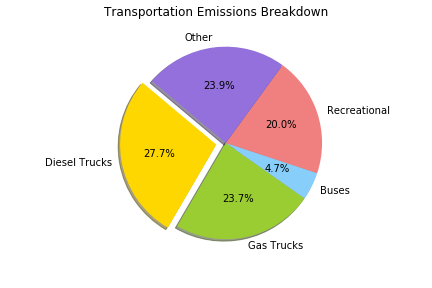 Transportation Emissions Breakdown
Other
23.9%
Recreational
20.0%
Diesel Trucks
27.7%
4.7%
Buses
23.7%
Gas Trucks